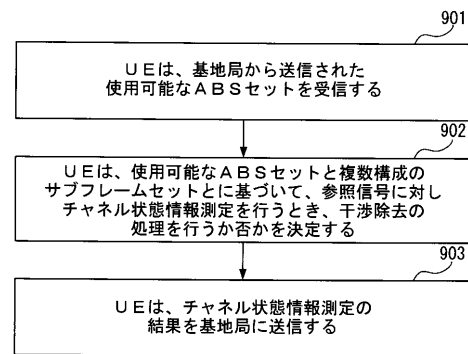 901
UEは、基地局から送信された
使用可能なABSセットを受信する
902
UEは、使用可能なABSセットと複数構成の
サブフレームセットとに基づいて、参照信号に対し
チャネル状態情報測定を行うとき、干渉除去の
処理を行うか否かを決定する
903
UEは、チャネル状態情報測定の
結果を基地局に送信する